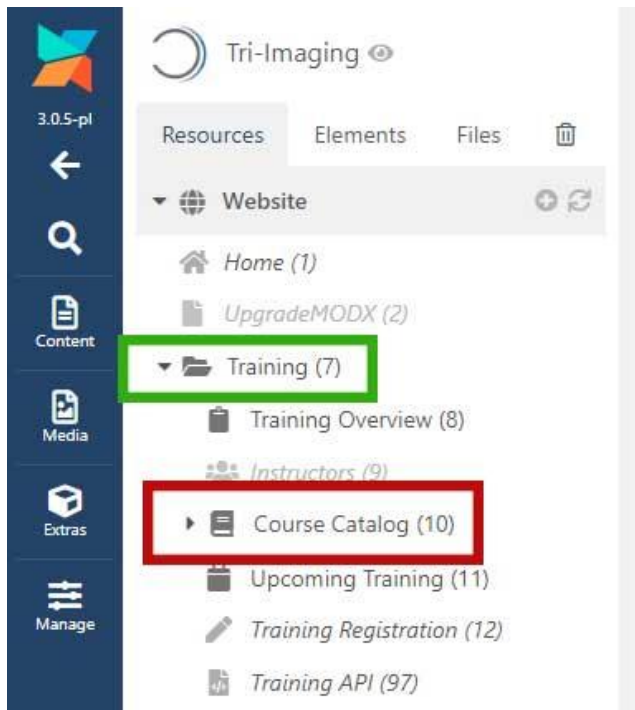 Tri-Imaging
3.0.5-pl
Resources Elements Files
Website
Home (1)
UpgradeMODX (2)
Content
Training (7)
Training Overview (8)
Media
Instructors (9)
Course Catalog (10)
Extras
Upcoming Training (11)
Manage
Training Registration (12)
Training API (97)